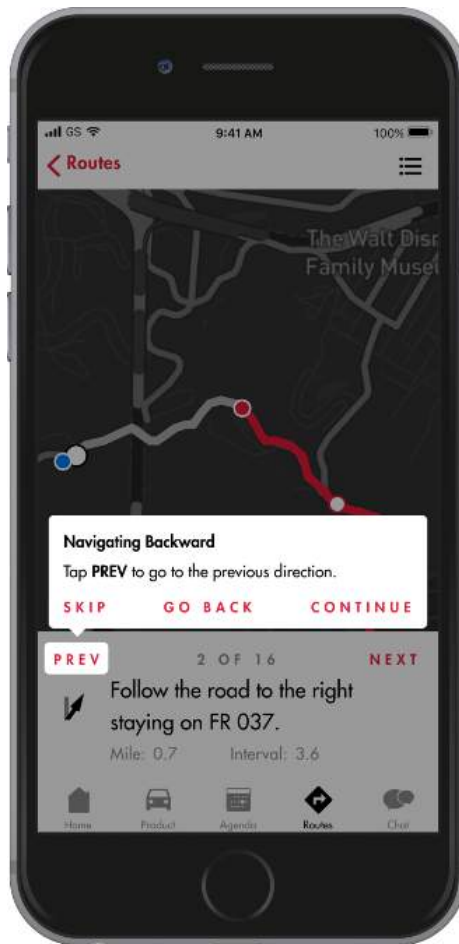 GS 9:41 AM 100%
Routes
The Walt Disn
Family Museu
Navigating Backward
Tap PREV to go to the previous direction.
SKIP GO BACK CONTINUE
PREV 2 OF 16 NEXT
Follow the road to the right
staying on FR 037.
Mile: 0.7 Interval: 3.6
Home Product Agenda Routes Chat